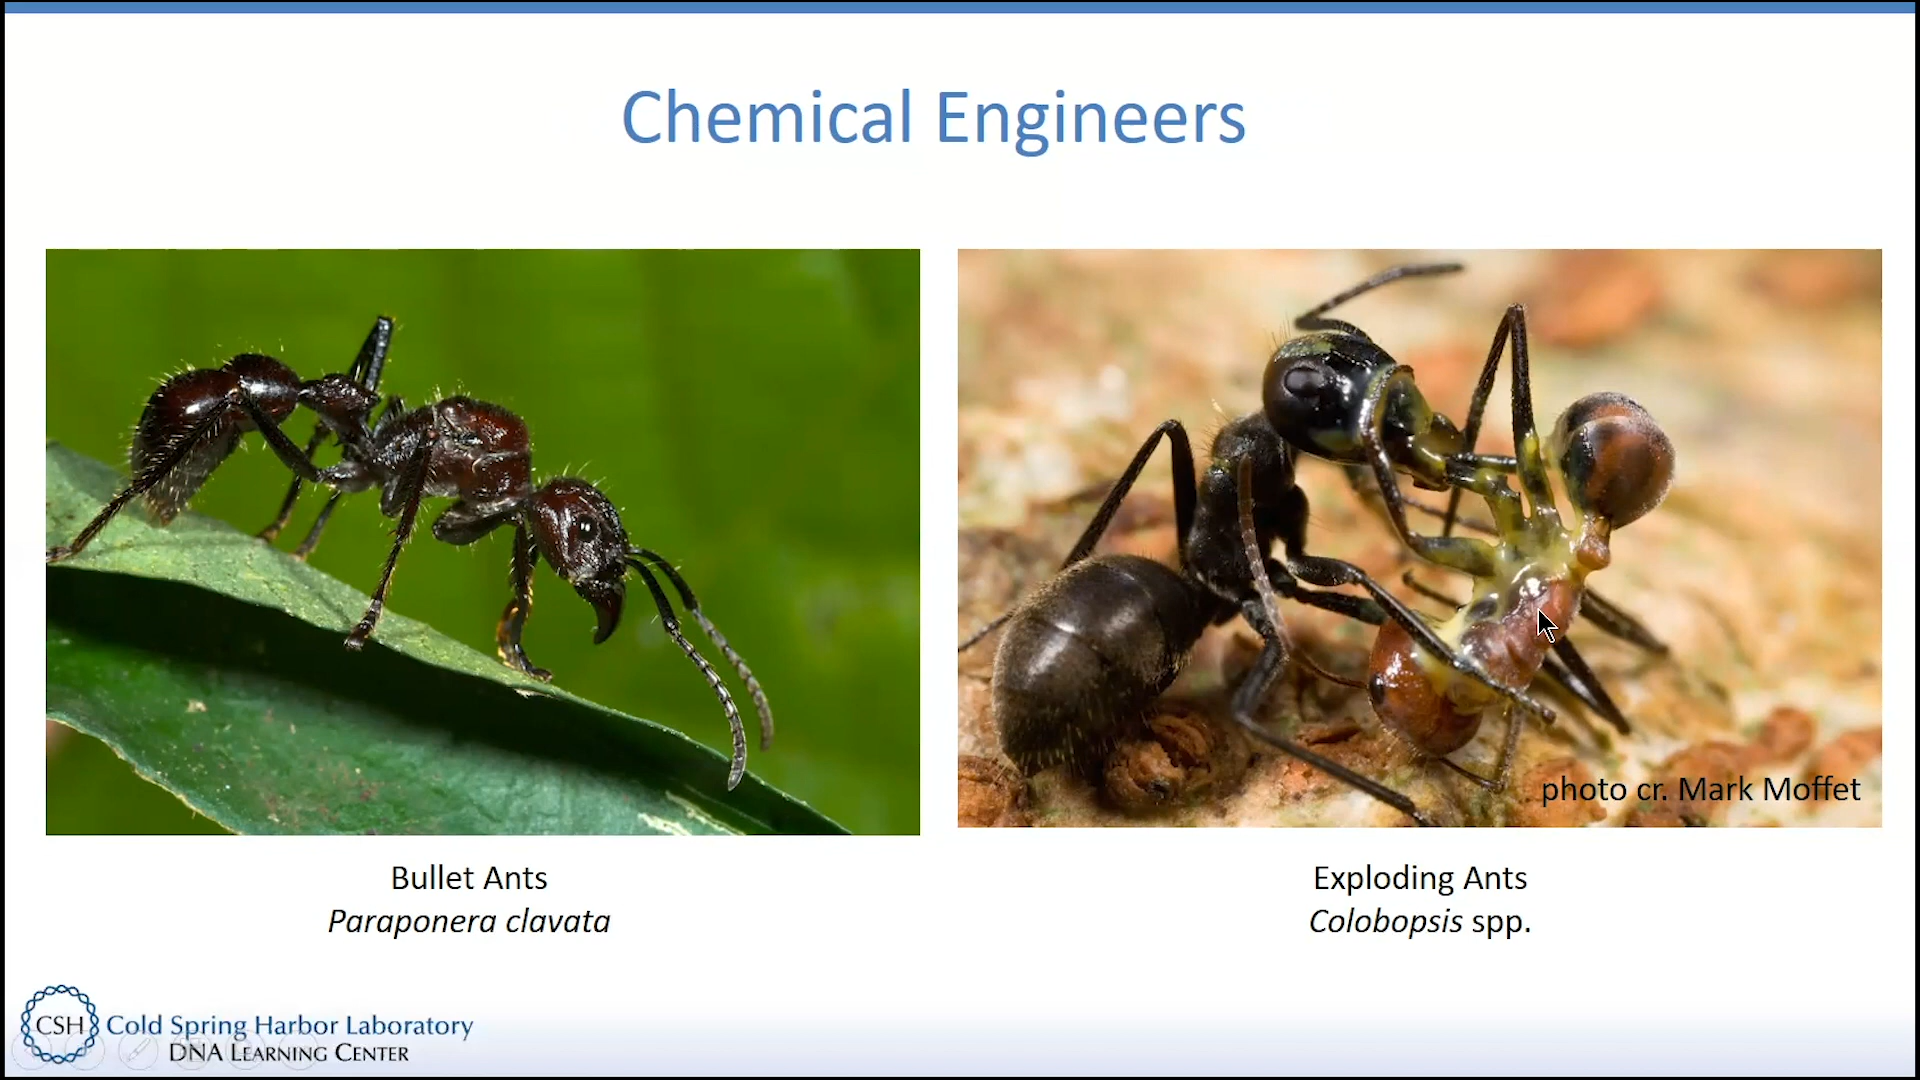 Chemical Engineers
photo cr. Mark Moffet
Bullet Ants
Paraponera clavata
Exploding Ants
Colobopsis spp.
CSH Cold Spring Harbor Laboratory
DNA LEARNING CENTER